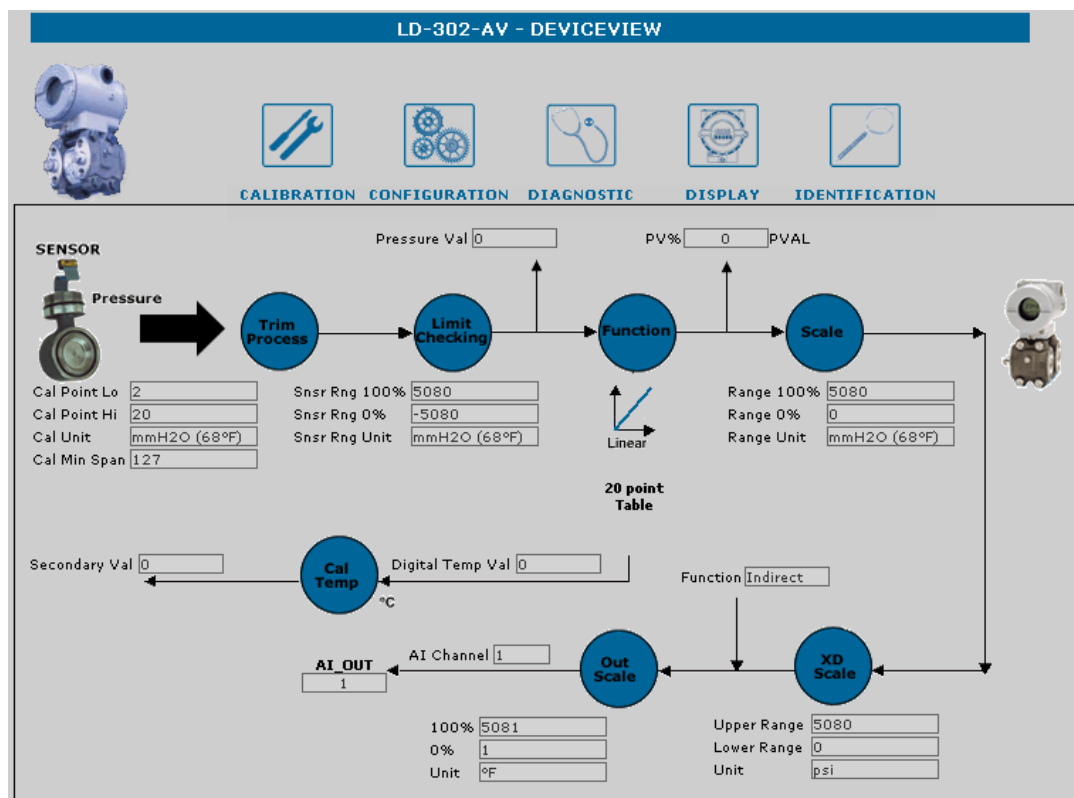 LD-302-AV - DEVICEVIEW
CALIBRATION CONFIGURATION DIAGNOSTIC DISPLAY IDENTIFICATION
Pressure Val 0 PV% 0 PVAL
SENSOR
Pressure
Trim Process
Limit Checking
Function
Scale
Cal Point Lo 2
Cal Point Hi 20
Cal Unit mmH2O (68ºF)
Cal Min Span 127
Snsr Rng 100% 5080
Snsr Rng 0% -5080
Snsr Rng Unit mmH2O (68ºF)
Linear
20 point
Table
Range 100% 5080
Range 0% 0
Range Unit mmH2O (68ºF)
Secondary Val 0
Cal Temp
ºC
Digital Temp Val 0
Function Indirect
AI_OUT
1
AI Channel 1
Out Scale
XD Scale
100% 5081
0% 1
Unit ºF
Upper Range 5080
Lower Range 0
Unit psi